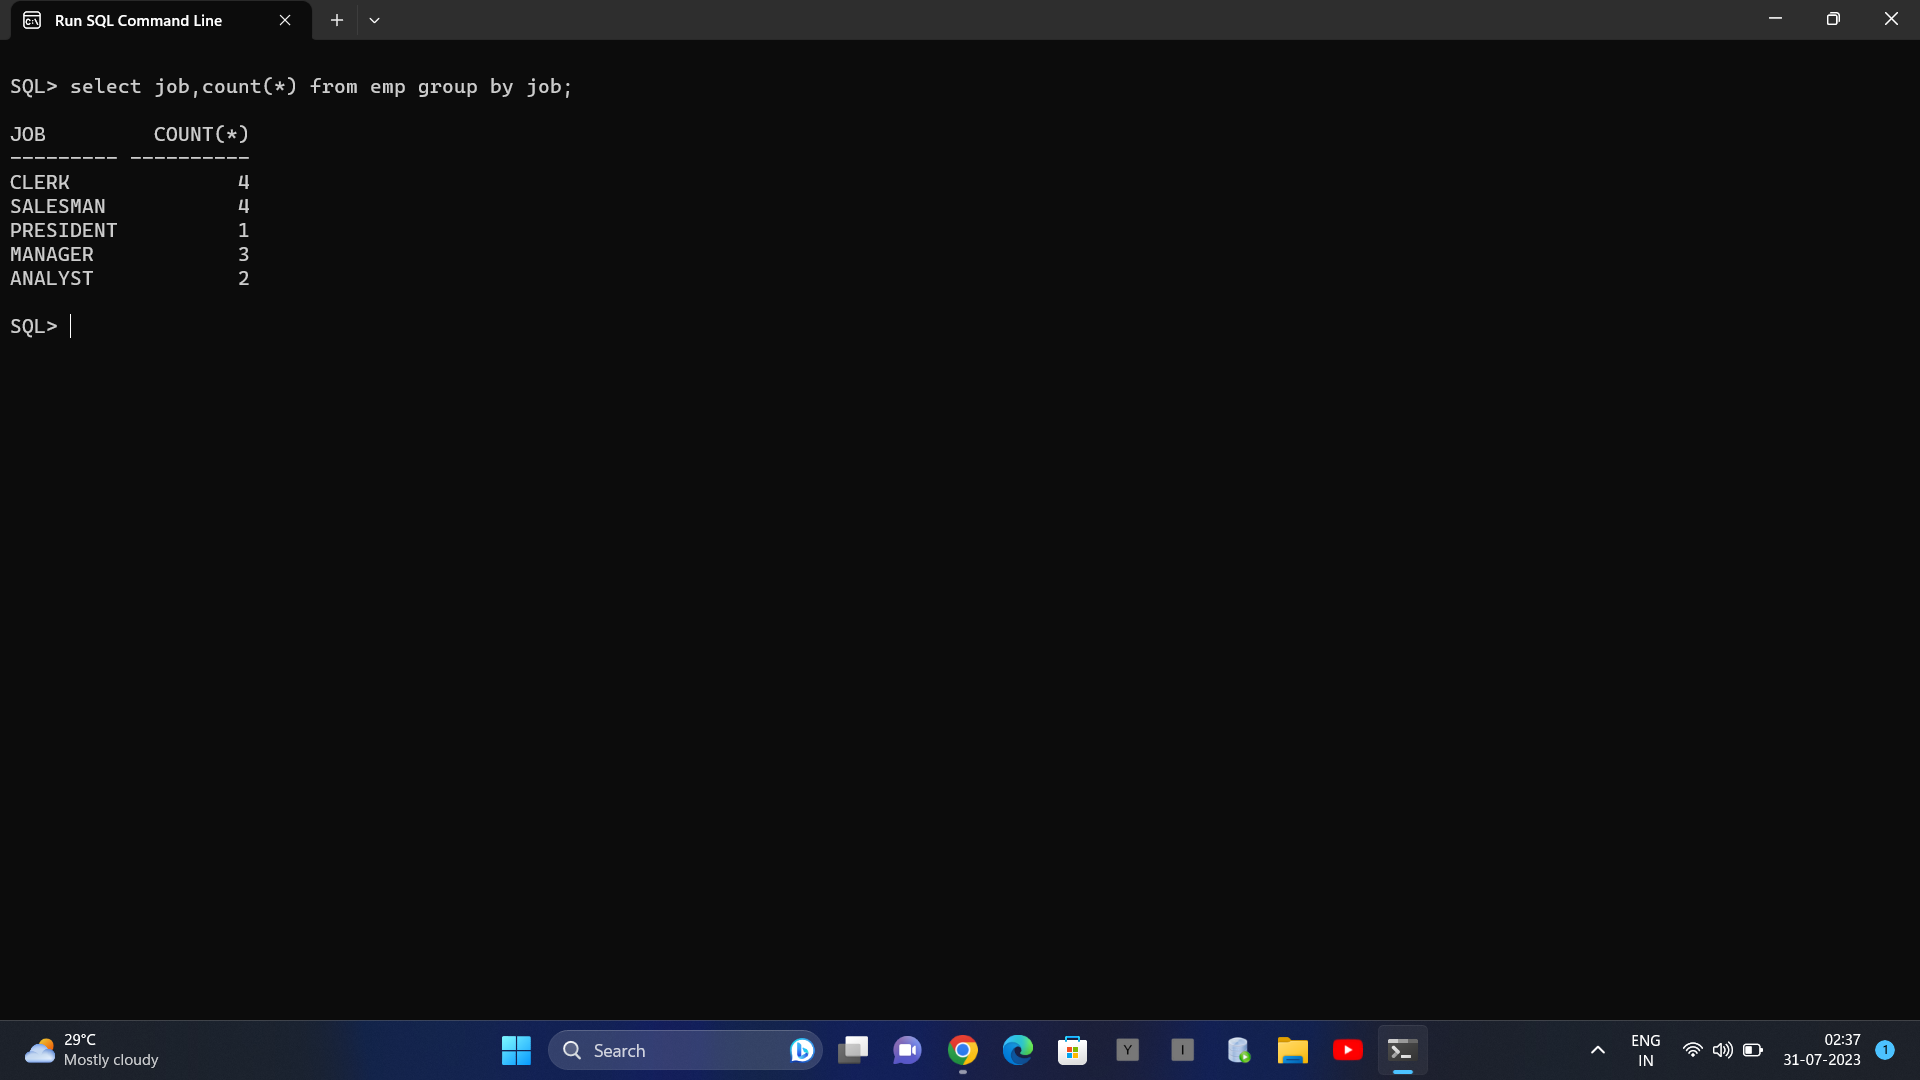 Run SQL Command Line
SQL> select job,count(*) from emp group by job;
JOB         COUNT(*)
--------- ----------
CLERK              4
SALESMAN           4
PRESIDENT          1
MANAGER            3
ANALYST            2
SQL>
29°C
Mostly cloudy
Search
Y
I
ENG
IN
02:37
31-07-2023
1